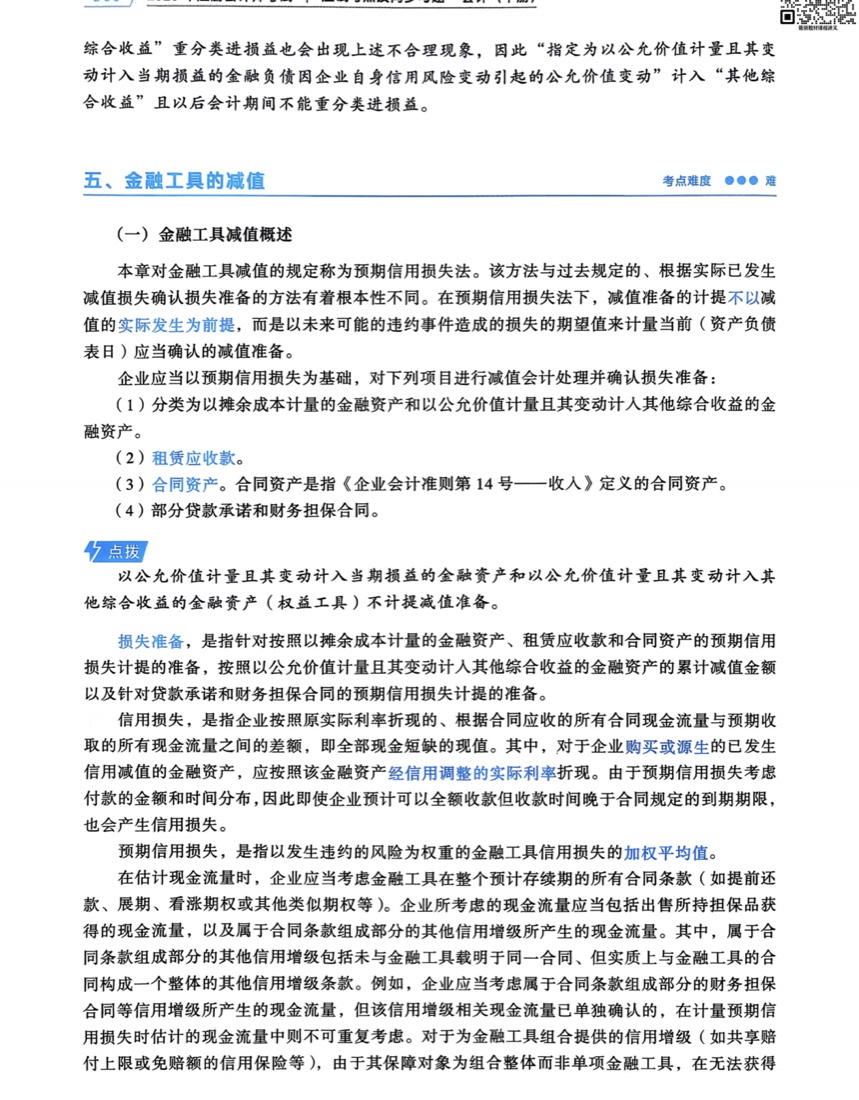 综合收益”重分类进损益也会出现上述不合理现象，因此“指定为以公允价值计量且其变
动计入当期损益的金融负债因企业自身信用风险变动引起的公允价值变动”计入“其他综
合收益”且以后会计期间不能重分类进损益。
五、金融工具的减值
考点难度 ●●● 难
（一）金融工具减值概述
本章对金融工具减值的规定称为预期信用损失法。该方法与过去规定的、根据实际已发生
减值损失确认损失准备的方法有着根本性不同。在预期信用损失法下，减值准备的计提不以减
值的实际发生为前提，而是以未来可能的违约事件造成的损失的期望值来计量当前（资产负债
表日）应当确认的减值准备。
企业应当以预期信用损失为基础，对下列项目进行减值会计处理并确认损失准备：
（1）分类为以摊余成本计量的金融资产和以公允价值计量且其变动计入其他综合收益的金
融资产。
（2）租赁应收款。
（3）合同资产。合同资产是指《企业会计准则第 14 号——收入》定义的合同资产。
（4）部分贷款承诺和财务担保合同。
点拨
以公允价值计量且其变动计入当期损益的金融资产和以公允价值计量且其变动计入其
他综合收益的金融资产（权益工具）不计提减值准备。
损失准备，是指针对按照以摊余成本计量的金融资产、租赁应收款和合同资产的预期信用
损失计提的准备，按照以公允价值计量且其变动计入其他综合收益的金融资产的累计减值金额
以及针对贷款承诺和财务担保合同的预期信用损失计提的准备。
信用损失，是指企业按照原实际利率折现的、根据合同应收的所有合同现金流量与预期收
取的所有现金流量之间的差额，即全部现金短缺的现值。其中，对于企业购买或源生的已发生
信用减值的金融资产，应按照该金融资产经信用调整的实际利率折现。由于预期信用损失考虑
付款的金额和时间分布，因此即使企业预计可以全额收款但收款时间晚于合同规定的到期期限，
也会产生信用损失。
预期信用损失，是指以发生违约的风险为权重的金融工具信用损失的加权平均值。
在估计现金流量时，企业应当考虑金融工具在整个预计存续期的所有合同条款（如提前还
款、展期、看涨期权或其他类似期权等）。企业所考虑的现金流量应当包括出售所持担保品获
得的现金流量，以及属于合同条款组成部分的其他信用增级所产生的现金流量。其中，属于合
同条款组成部分的其他信用增级包括未与金融工具载明于同一合同、但实质上与金融工具的合
同构成一个整体的其他信用增级条款。例如，企业应当考虑属于合同条款组成部分的财务担保
合同等信用增级所产生的现金流量，但该信用增级相关现金流量已单独确认的，在计量预期信
用损失时估计的现金流量中则不可重复考虑。对于为金融工具组合提供的信用增级（如共享赔
付上限或免赔额的信用保险等），由于其保障对象为组合整体而非单项金融工具，在无法获得